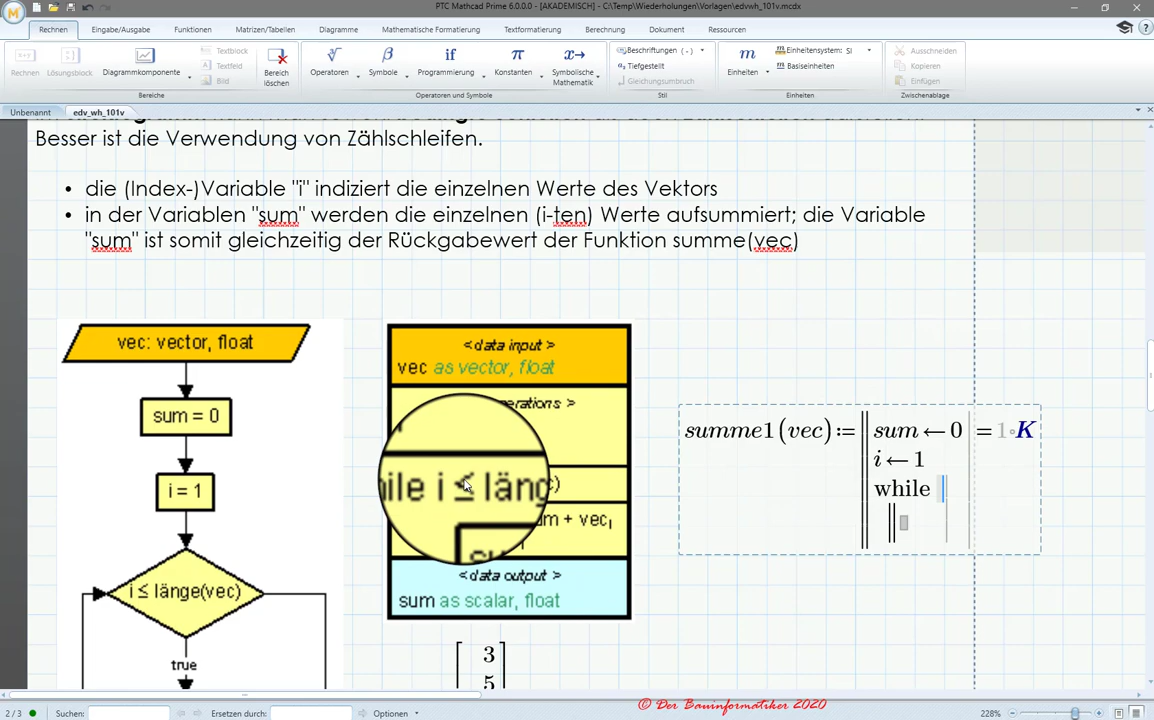 PTC Mathcad Prime 6.0.0.0 - [AKADEMISCH] - C:\Temp\Wiederholungen\Vorlagen\edvwh_101v.mcdx
Rechnen Eingabe/Ausgabe Funktionen Matrizen/Tabellen Diagramme Mathematische Formatierung Textformatierung Berechnung Dokument
Rechnen Lösungsblock Diagrammkomponente Textblock Textfeld Bild Bereich löschen
Operatoren Symbole Programmierung Konstanten Symbolische Mathematik
Beschriftungen ( - ) Tiefgestellt Gleichungsumbruch
Einheiten Einheitensystem: SI Basiseinheiten
Ausschneiden Kopieren Einfügen
Bereiche Operatoren und Symbole Stil Einheiten Zwischenablage
Unbenannt edv_wh_101v
Besser ist die Verwendung von Zählschleifen.
• die (Index-)Variable "i" indiziert die einzelnen Werte des Vektors
• in der Variablen "sum" werden die einzelnen (i-ten) Werte aufsummiert; die Variable
"sum" ist somit gleichzeitig der Rückgabewert der Funktion summe(vec)
vec: vector, float
sum = 0
i = 1
i ≤ länge(vec)
true
<data input>
vec as vector, float
erations >
ile i ≤ läng
um + vecᵢ
<data output>
sum as scalar, float
summe1(vec):= sum ← 0 = 1∘K
i ← 1
while
3
5
© Der Bauinformatiker 2020
2 / 3 Suchen: Ersetzen durch: Optionen 228%